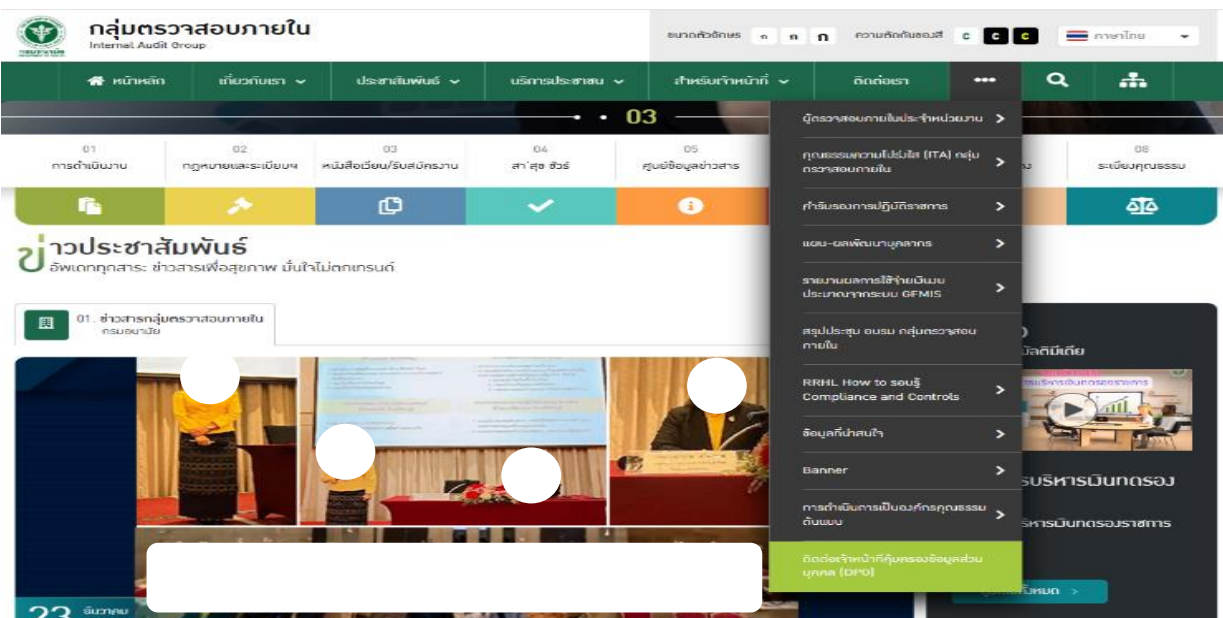 กลุ่มตรวจสอบภายใน
Internal Audit Group
ขนาดตัวอักษร ก ก ก ความตัดกันของสี C C C ภาษาไทย
หน้าหลัก เกี่ยวกับเรา ประชาสัมพันธ์ บริการประชาชน สำหรับเจ้าหน้าที่ ติดต่อเรา •••
03
01 02 03 04 05 08
การดำเนินงาน กฎหมายและระเบียบฯ หนังสือเวียน/รับสมัครงาน สา'สุข ชัวร์ ศูนย์ข้อมูลข่าวสาร ระเบียงคุณธรรม
ผู้ตรวจสอบภายในประจำหน่วยงาน
คุณธรรมความโปร่งใส (ITA) กลุ่ม
ตรวจสอบภายใน
คำรับรองการปฏิบัติราชการ
แผน-ผลพัฒนาบุคลากร
รายงานผลการใช้จ่ายเงินงบ
ประมาณจากระบบ GFMIS
สรุปประชุม อบรม กลุ่มตรวจสอบ
ภายใน
RRHL How to รอบรู้
Compliance and Controls
ข้อมูลที่น่าสนใจ
Banner
การดำเนินการเป็นองค์กรคุณธรรม
ต้นแบบ
ติดต่อเจ้าหน้าที่คุ้มครองข้อมูลส่วน
บุคคล (DPO)
ข่าวประชาสัมพันธ์
อัพเดททุกสาระ ข่าวสารเพื่อสุขภาพ มั่นใจไม่ตกเทรนด์
01. ข่าวสารกลุ่มตรวจสอบภายใน
กรมอนามัย
มัลติมีเดีย
รบริหารเงินทดรอง
ริหารเงินทดรองราชการ
ทั้งหมด >
23 ธันวาคม